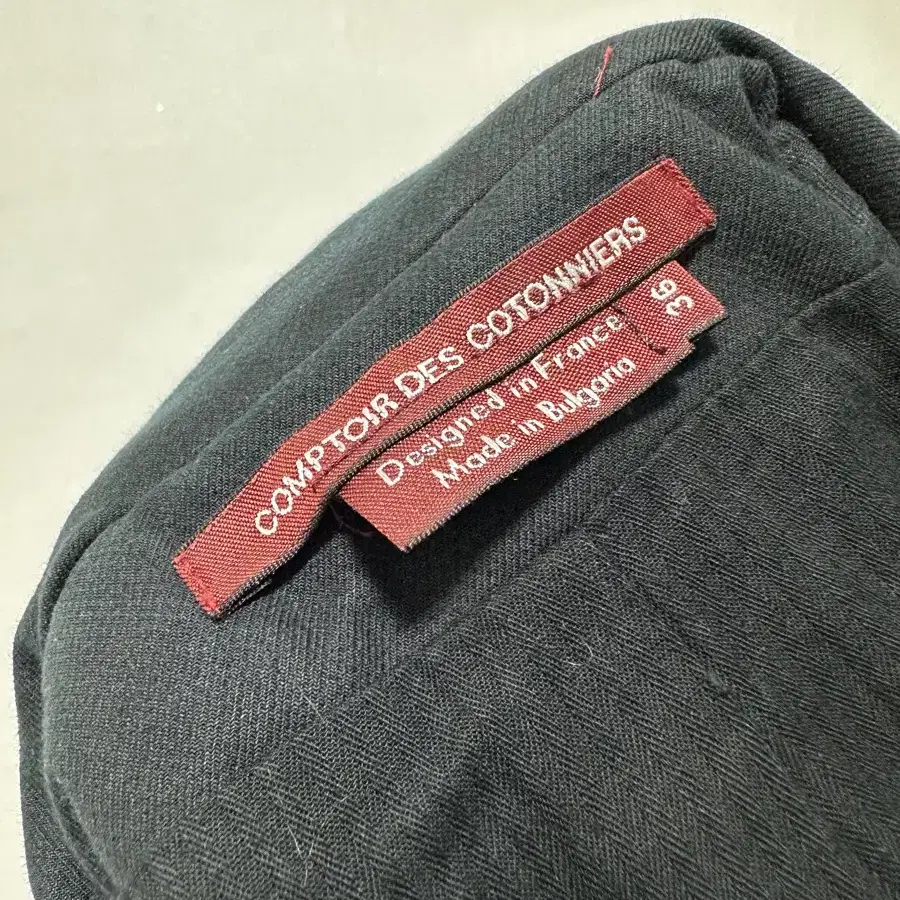 COMPTOIR DES COTONNIERS
36
Designed in France
Made in Bulgaria